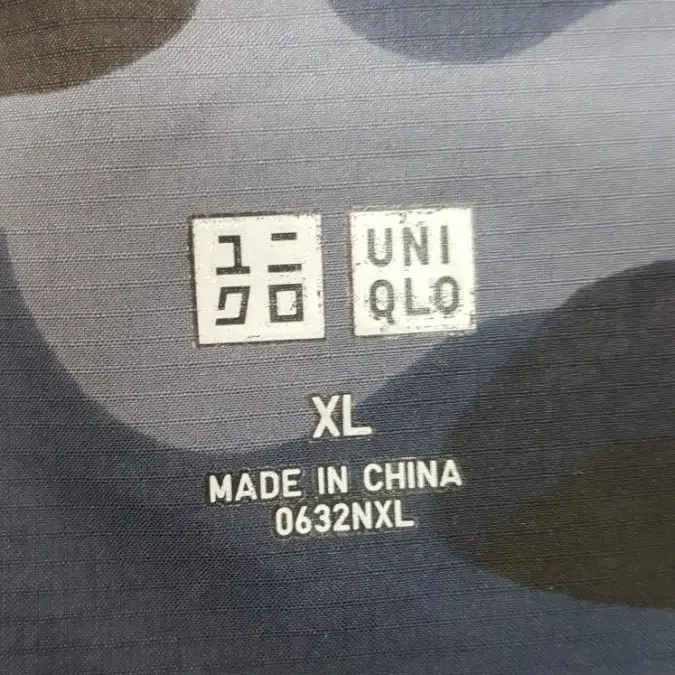 ユニ UNI
クロ QLO
XL
MADE IN CHINA
0632NXL